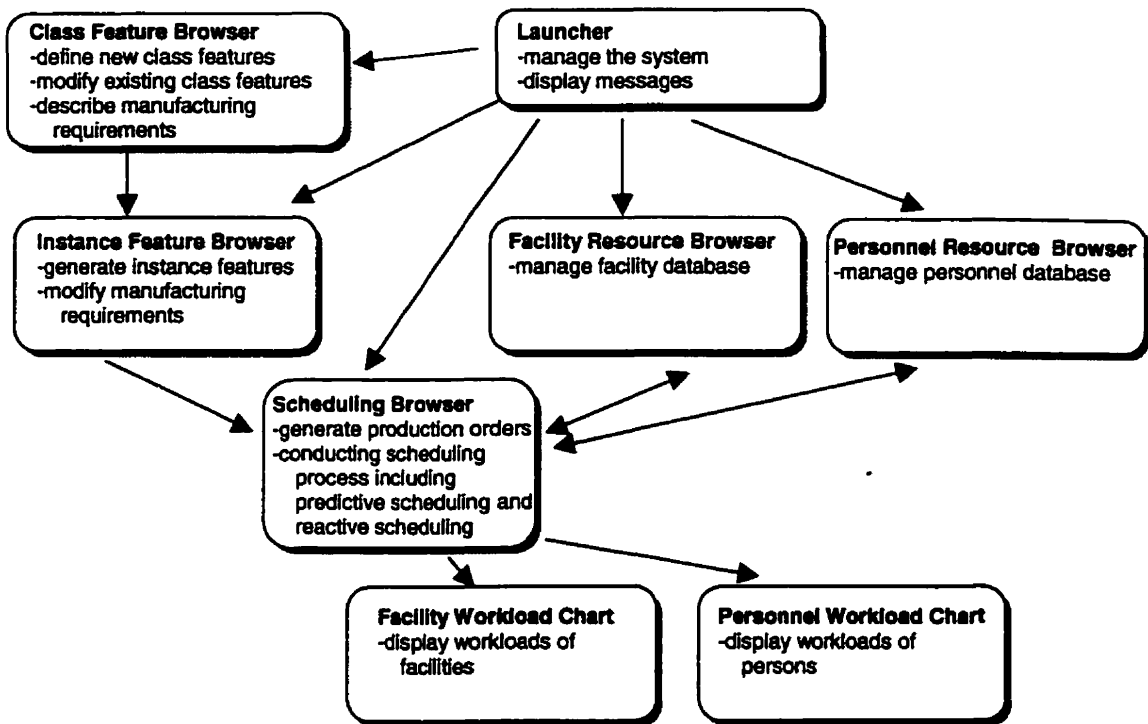 Class Feature Browser
-define new class features
-modify existing class features
-describe manufacturing
requirements
Launcher
-manage the system
-display messages
Instance Feature Browser
-generate instance features
-modify manufacturing
requirements
Facility Resource Browser
-manage facility database
Personnel Resource Browser
-manage personnel database
Scheduling Browser
-generate production orders
-conducting scheduling
process including
predictive scheduling and
reactive scheduling
Facility Workload Chart
-display workloads of
facilities
Personnel Workload Chart
-display workloads of
persons